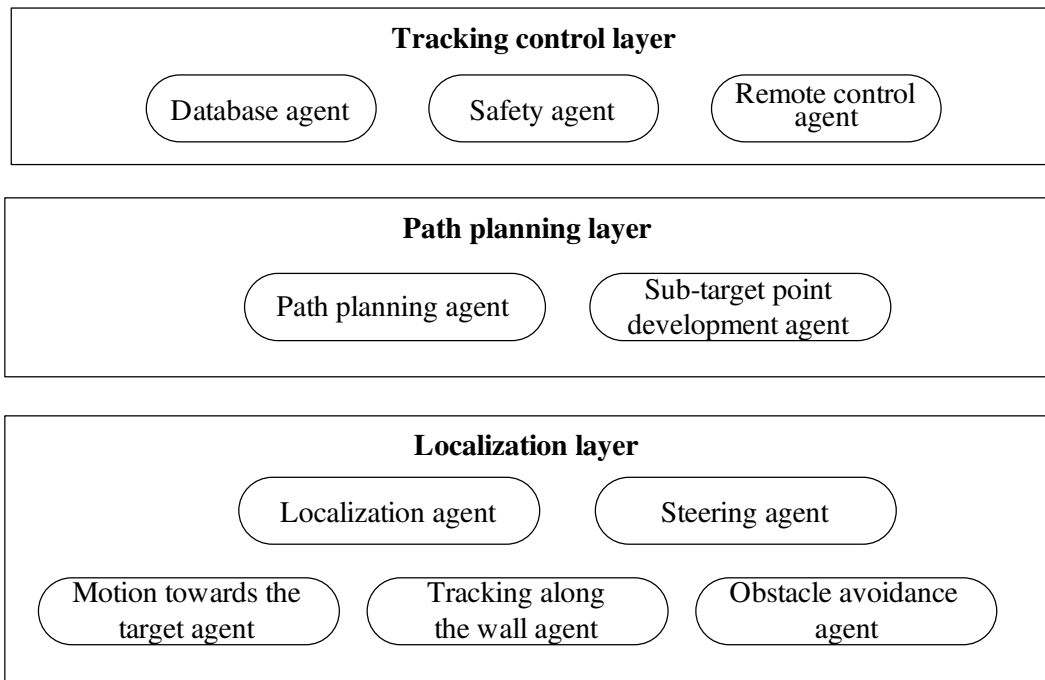 Tracking control layer
Database agent
Safety agent
Remote control
agent
Path planning layer
Path planning agent
Sub-target point
development agent
Localization layer
Localization agent
Steering agent
Motion towards the
target agent
Tracking along
the wall agent
Obstacle avoidance
agent